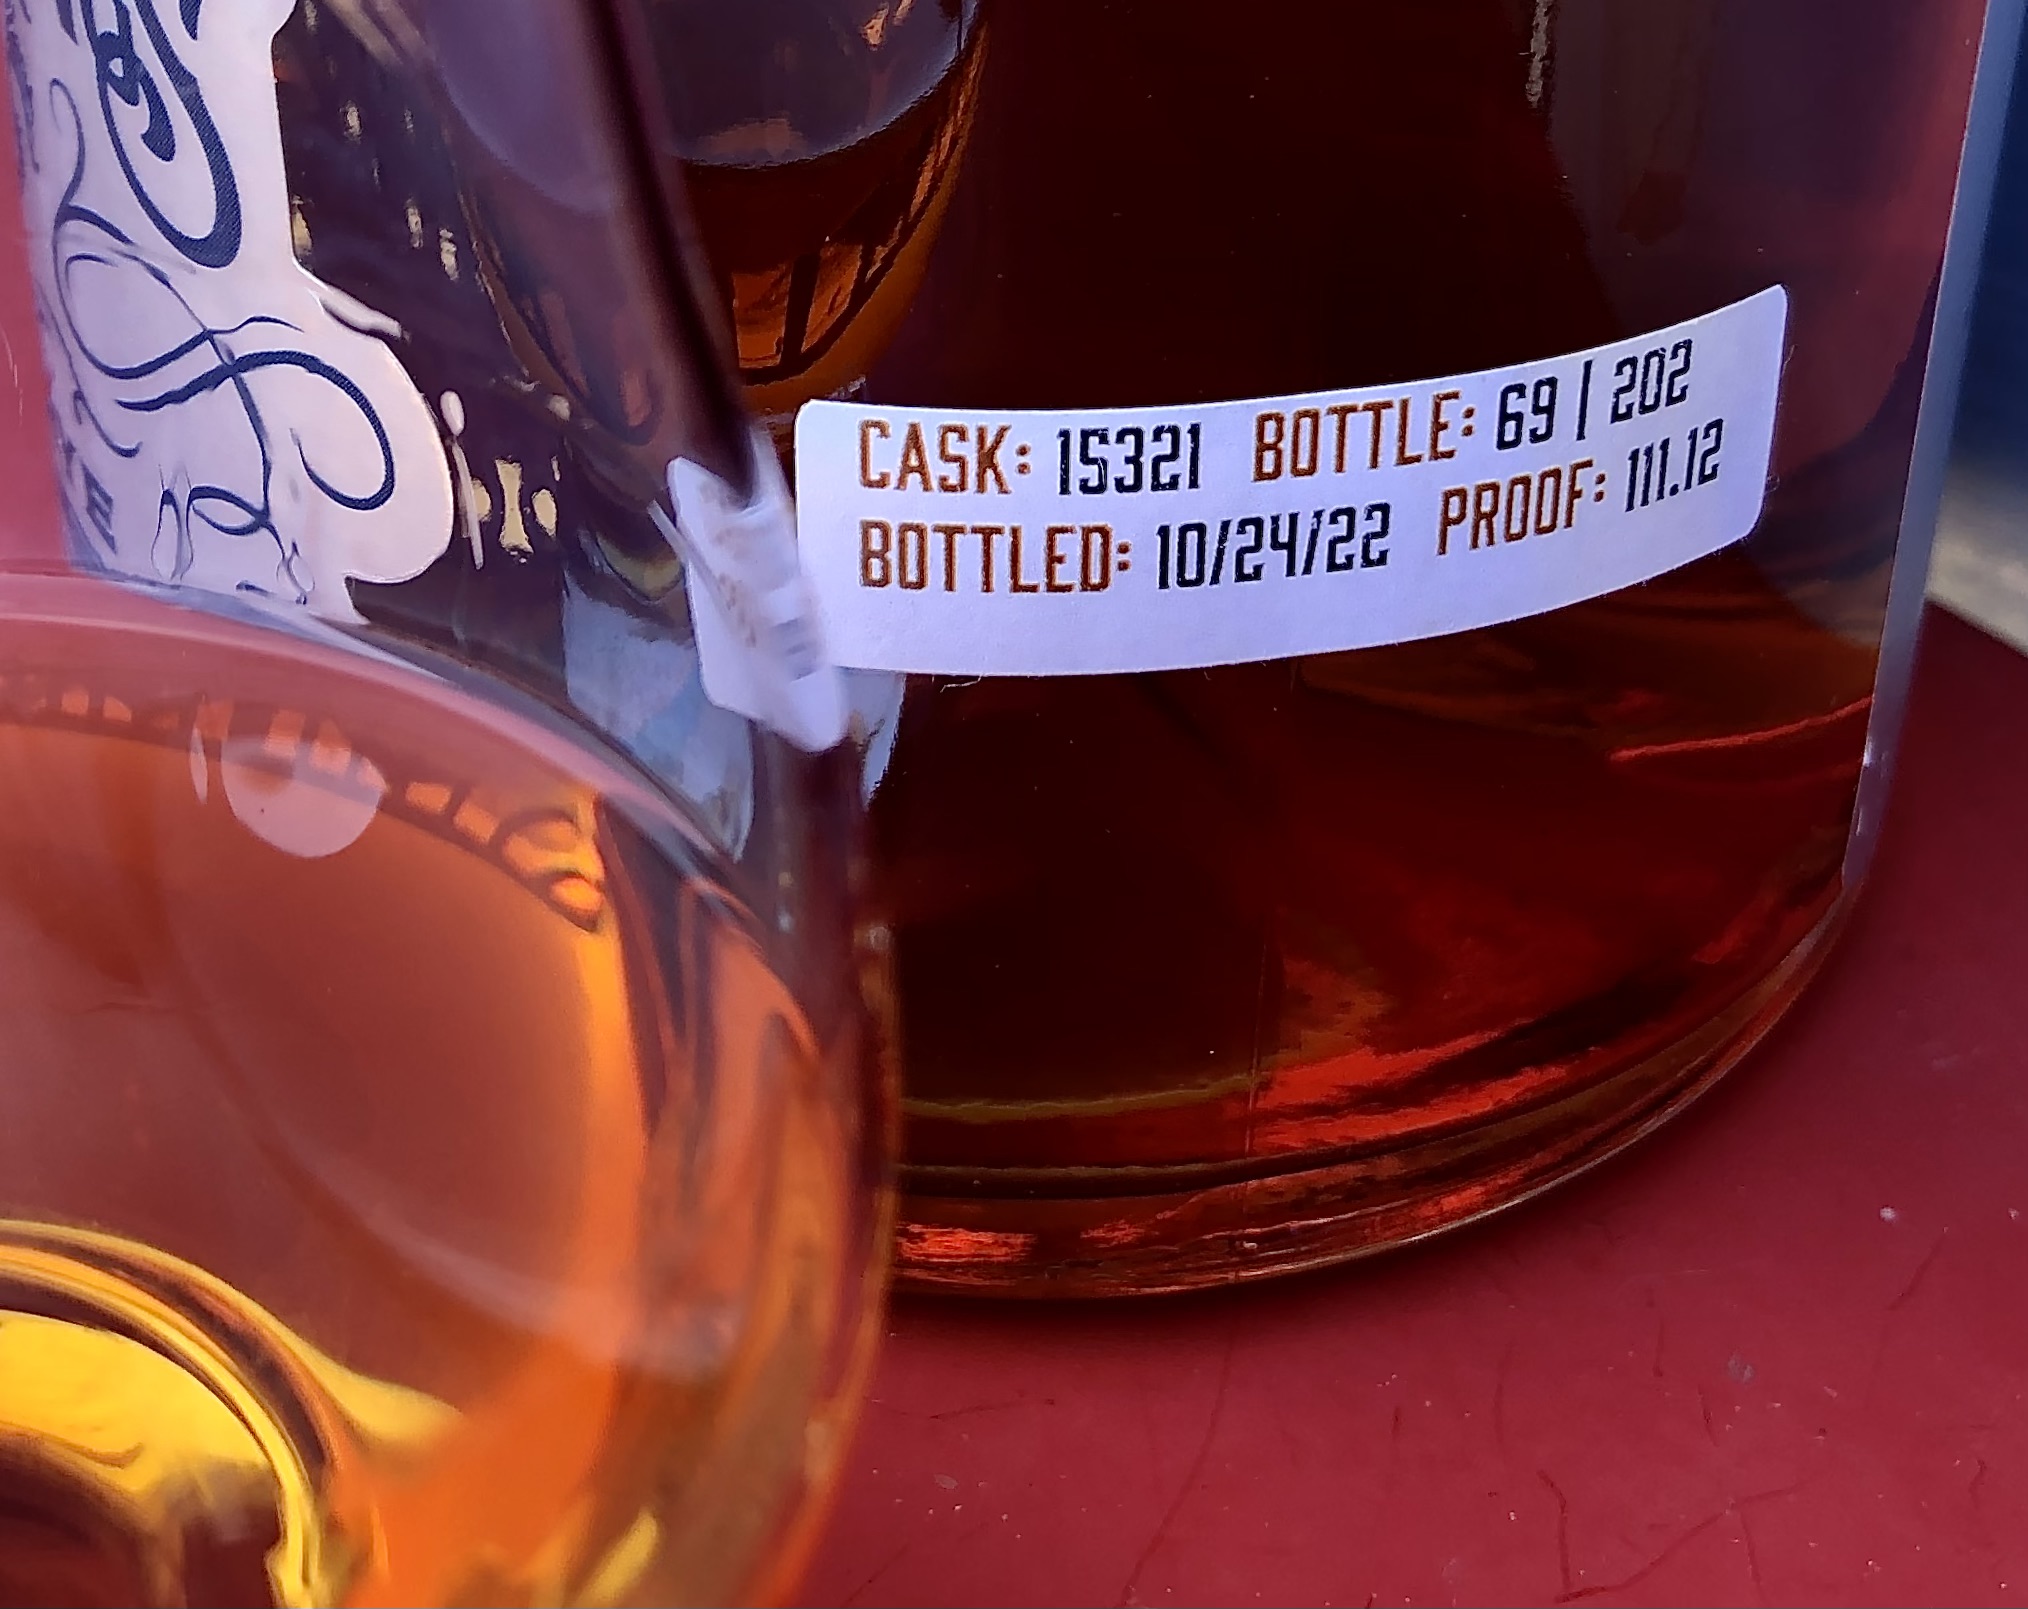 CASK: 15321 BOTTLE: 69 | 202
BOTTLED: 10/24/22 PROOF: 111.12